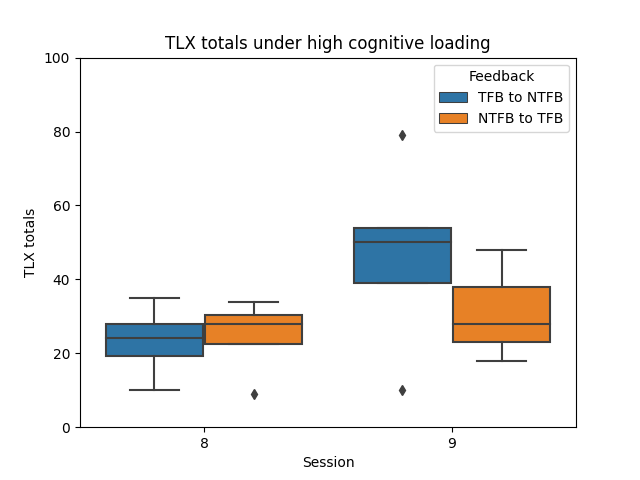 TLX totals under high cognitive loading
Feedback
TFB to NTFB
NTFB to TFB
TLX totals
100
80
60
40
20
0
8
9
Session